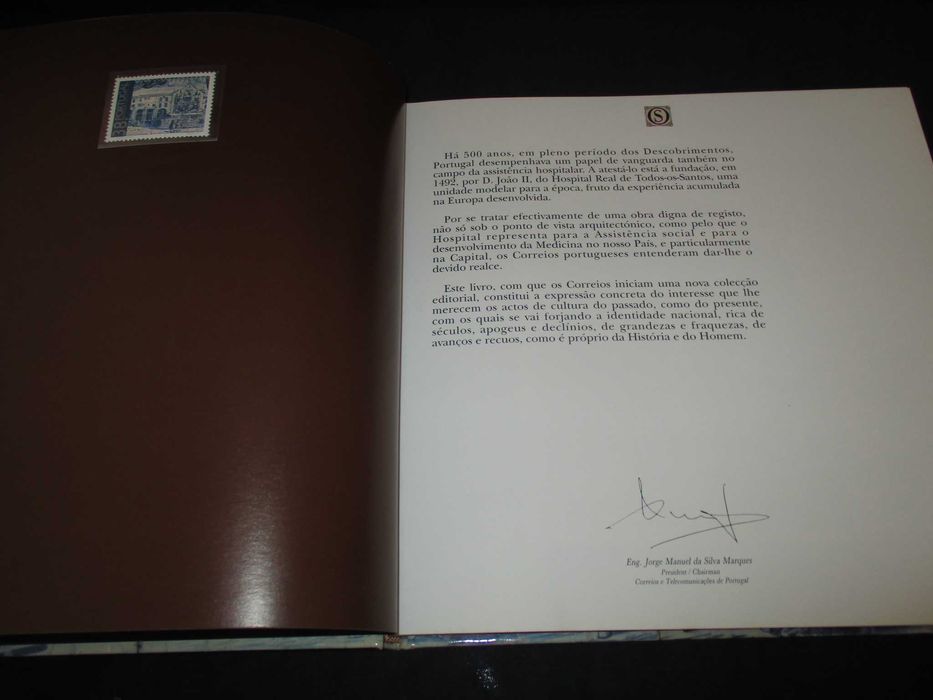 Há 500 anos, em pleno período dos Descobrimentos,
Portugal desempenhava um papel de vanguarda também no
campo da assistência hospitalar. A atestá-lo está a fundação, em
1492, por D. João II, do Hospital Real de Todos-os-Santos, uma
unidade modelar para a época, fruto da experiência acumulada
na Europa desenvolvida.
Por se tratar efectivamente de uma obra digna de registo,
não só sob o ponto de vista arquitectónico, como pelo que o
Hospital representa para a Assistência social e para o
desenvolvimento da Medicina no nosso País, e particularmente
na Capital, os Correios portugueses entenderam dar-lhe o
devido realce.
Este livro, com que os Correios iniciam uma nova colecção
editorial, constitui a expressão concreta do interesse que lhe
merecem os actos de cultura do passado, como do presente,
com os quais se vai forjando a identidade nacional, rica de
séculos, apogeus e declínios, de grandezas e fraquezas, de
avanços e recuos, como é próprio da História e do Homem.
Eng. Jorge Manuel da Silva Marques
President / Chairman
Correios e Telecomunicações de Portugal